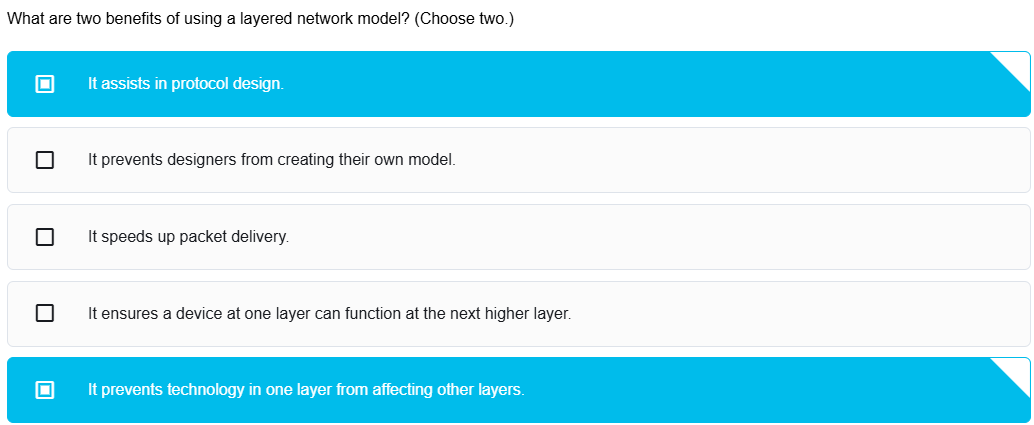 What are two benefits of using a layered network model? (Choose two.)
It assists in protocol design.
It prevents designers from creating their own model.
It speeds up packet delivery.
It ensures a device at one layer can function at the next higher layer.
It prevents technology in one layer from affecting other layers.